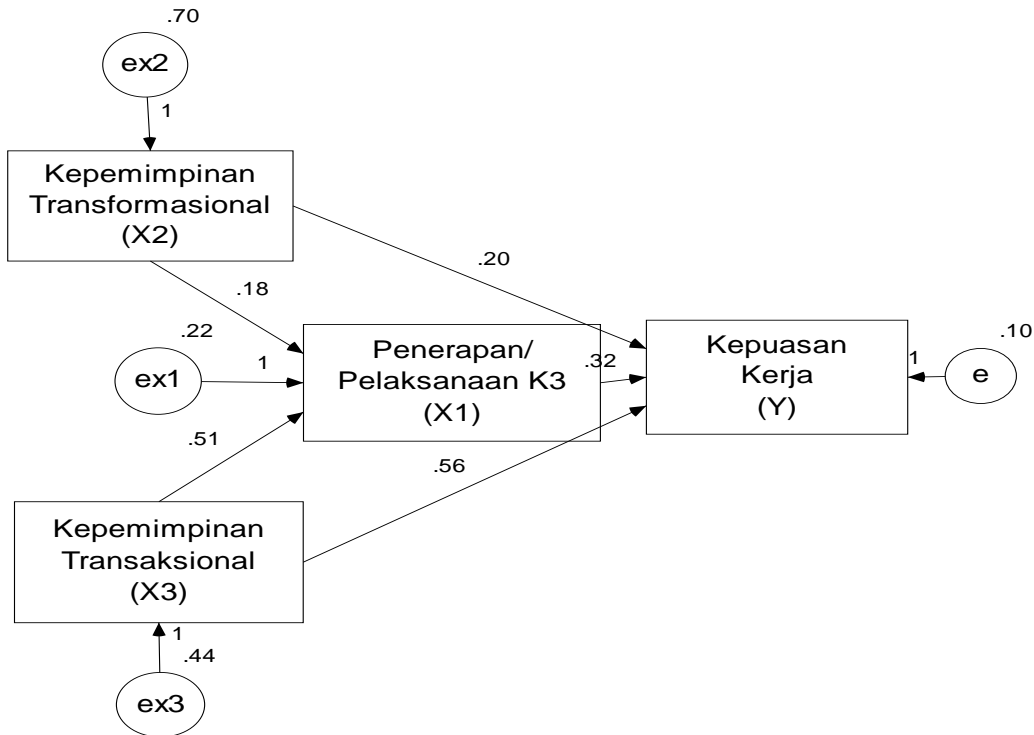 .70
ex2
1
Kepemimpinan
Transformasional
(X2)
.20
.18
.22
ex1
1
Penerapan/
Pelaksanaan K3
(X1)
.32
Kepuasan
Kerja
(Y)
1
.10
e
.51
.56
Kepemimpinan
Transaksional
(X3)
1
.44
ex3